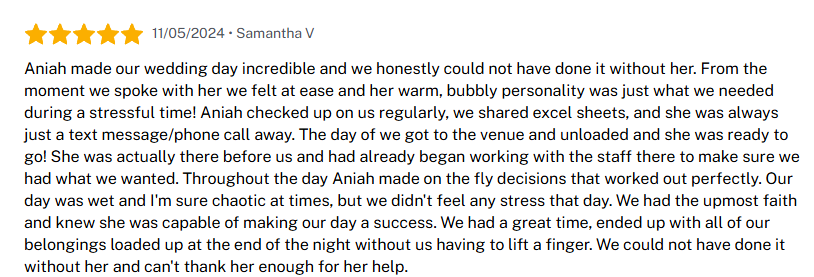 11/05/2024 • Samantha V
Aniah made our wedding day incredible and we honestly could not have done it without her. From the
moment we spoke with her we felt at ease and her warm, bubbly personality was just what we needed
during a stressful time! Aniah checked up on us regularly, we shared excel sheets, and she was always
just a text message/phone call away. The day of we got to the venue and unloaded and she was ready to
go! She was actually there before us and had already began working with the staff there to make sure we
had what we wanted. Throughout the day Aniah made on the fly decisions that worked out perfectly. Our
day was wet and I'm sure chaotic at times, but we didn't feel any stress that day. We had the upmost faith
and knew she was capable of making our day a success. We had a great time, ended up with all of our
belongings loaded up at the end of the night without us having to lift a finger. We could not have done it
without her and can't thank her enough for her help.